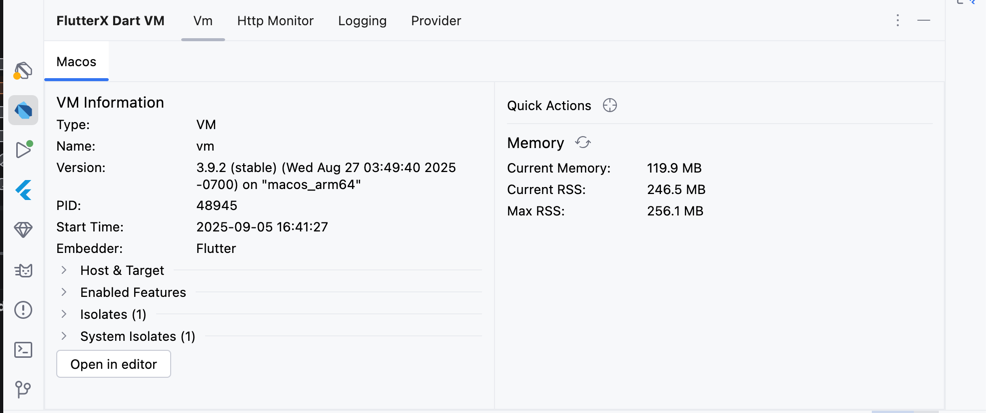 FlutterX Dart VM Vm Http Monitor Logging Provider
Macos
VM Information
Type: VM
Name: vm
Version: 3.9.2 (stable) (Wed Aug 27 03:49:40 2025
-0700) on "macos_arm64"
PID: 48945
Start Time: 2025-09-05 16:41:27
Embedder: Flutter
Host & Target
Enabled Features
Isolates (1)
System Isolates (1)
Open in editor
Quick Actions
Memory
Current Memory: 119.9 MB
Current RSS: 246.5 MB
Max RSS: 256.1 MB